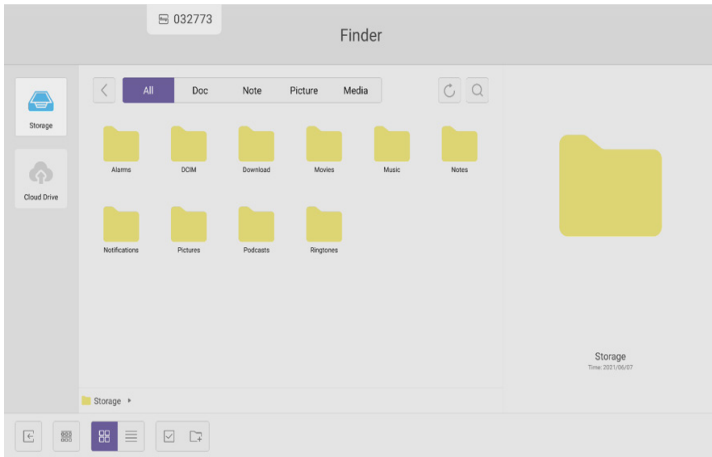 032773
Finder
All Doc Note Picture Media
Storage
Cloud Drive
Alarms DCIM Download Movies Music Notes
Notifications Pictures Podcasts Ringtones
Storage
Time: 2021/06/07
Storage